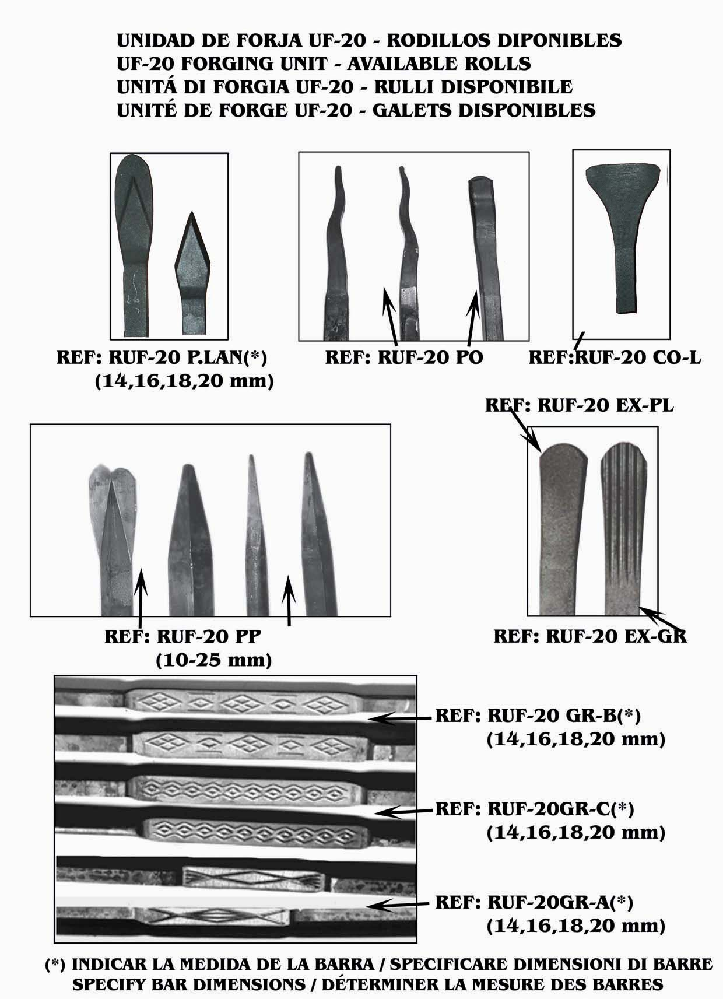 UNIDAD DE FORJA UF-20 - RODILLOS DIPONIBLES
UF-20 FORGING UNIT - AVAILABLE ROLLS
UNITÁ DI FORGIA UF-20 - RULLI DISPONIBILE
UNITÉ DE FORGE UF-20 - GALETS DISPONIBLES
REF: RUF-20 P.LAN(*)
(14,16,18,20 mm)
REF: RUF-20 PO
REF:RUF-20 CO-L
REF: RUF-20 EX-PL
REF: RUF-20 PP
(10-25 mm)
REF: RUF-20 EX-GR
REF: RUF-20 GR-B(*)
(14,16,18,20 mm)
REF: RUF-20GR-C(*)
(14,16,18,20 mm)
REF: RUF-20GR-A(*)
(14,16,18,20 mm)
(*) INDICAR LA MEDIDA DE LA BARRA / SPECIFICARE DIMENSIONI DI BARRE
SPECIFY BAR DIMENSIONS / DÉTERMINER LA MESURE DES BARRES